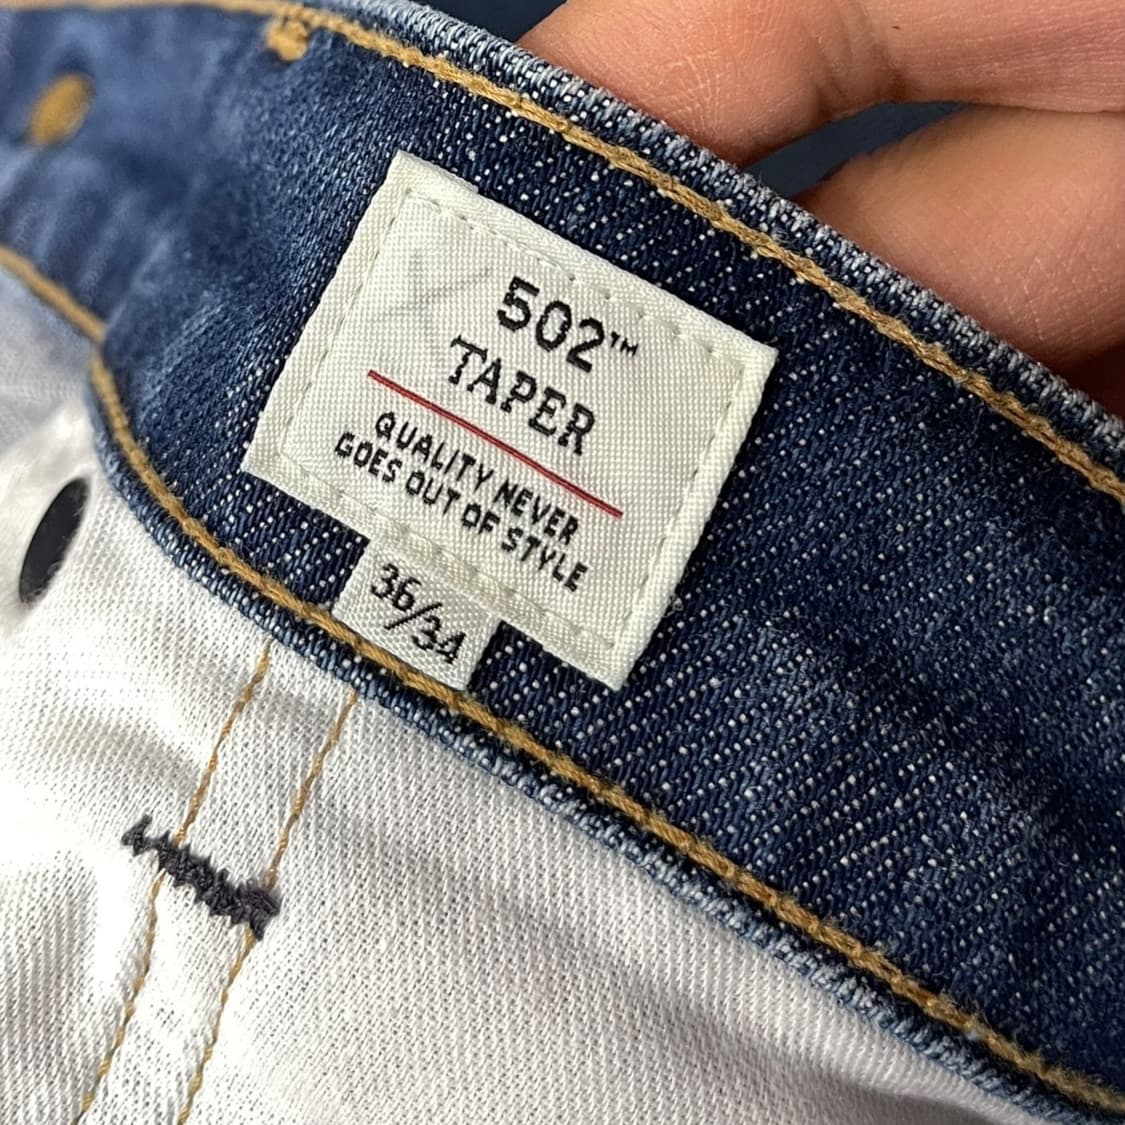 502™
TAPER
QUALITY NEVER
GOES OUT OF STYLE
36/34